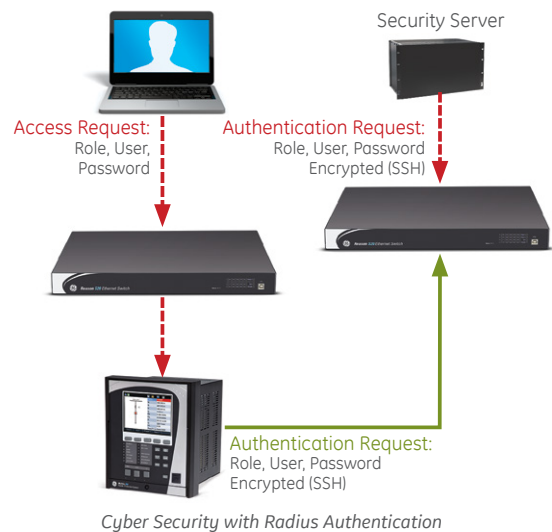 Security Server
Access Request:
Role, User,
Password
Authentication Request:
Role, User, Password
Encrypted (SSH)
Authentication Request:
Role, User, Password
Encrypted (SSH)
Cyber Security with Radius Authentication